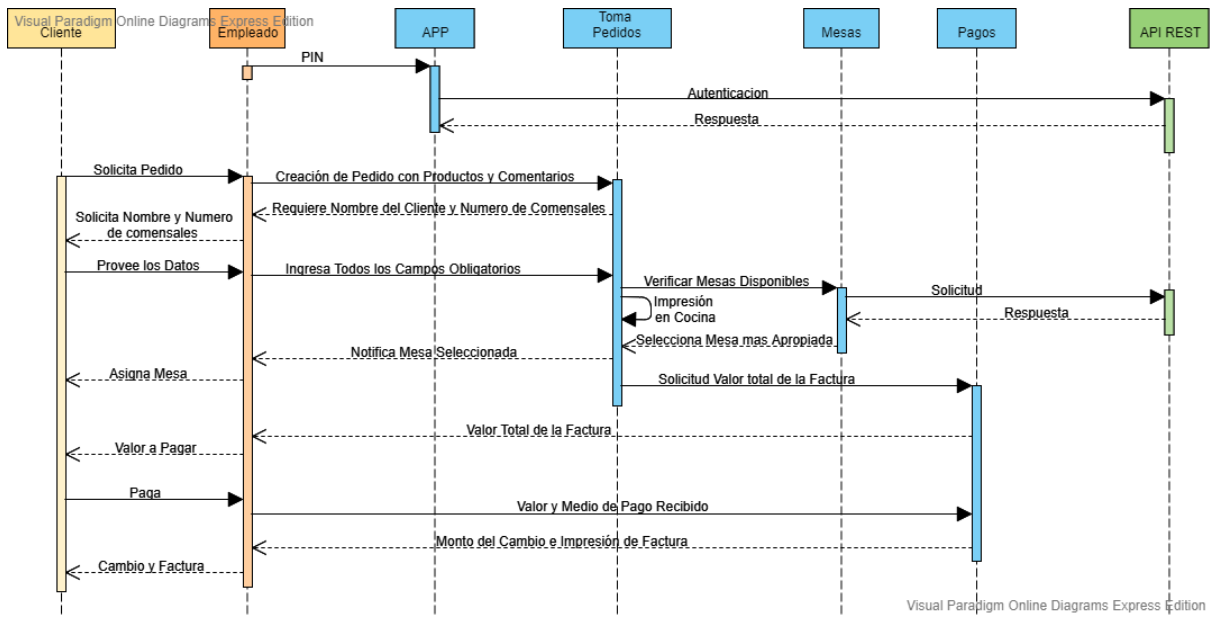 Visual Paradigm Online Diagrams Express Edition
Cliente
Empleado
APP
Toma
Pedidos
Mesas
Pagos
API REST
PIN
Autenticacion
Respuesta
Solicita Pedido
Creación de Pedido con Productos y Comentarios
Requiere Nombre del Cliente y Numero de Comensales
Solicita Nombre y Numero
de comensales
Provee los Datos
Ingresa Todos los Campos Obligatorios
Verificar Mesas Disponibles
Solicitud
Impresión
en Cocina
Respuesta
Selecciona Mesa mas Apropiada
Notifica Mesa Seleccionada
Asigna Mesa
Solicitud Valor total de la Factura
Valor Total de la Factura
Valor a Pagar
Paga
Valor y Medio de Pago Recibido
Monto del Cambio e Impresión de Factura
Cambio y Factura
Visual Paradigm Online Diagrams Express Edition